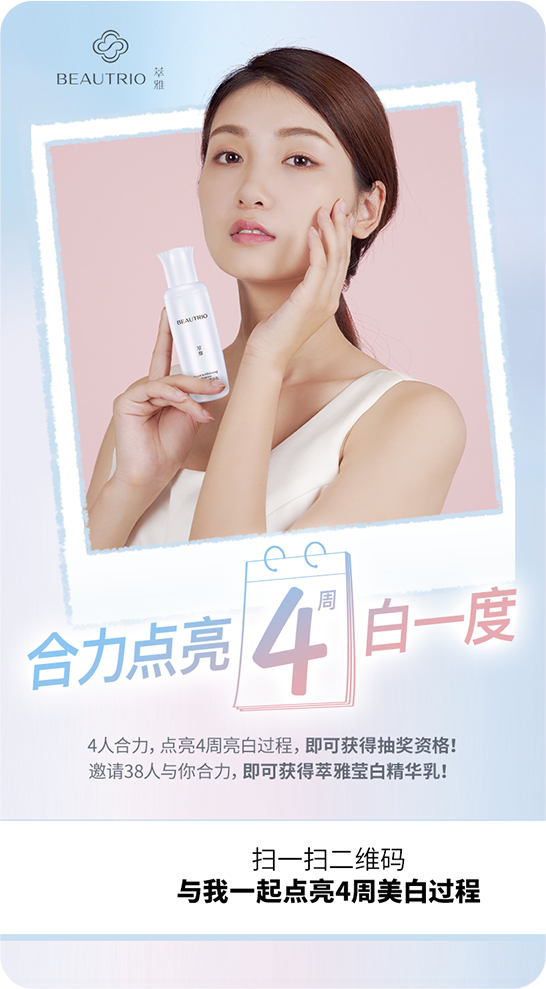 BEAUTRIO 萃雅
BEAUTRIO
萃雅
合力点亮4周白一度
4人合力，点亮4周亮白过程，即可获得抽奖资格！
邀请38人与你合力，即可获得萃雅莹白精华乳！
扫一扫二维码
与我一起点亮4周美白过程